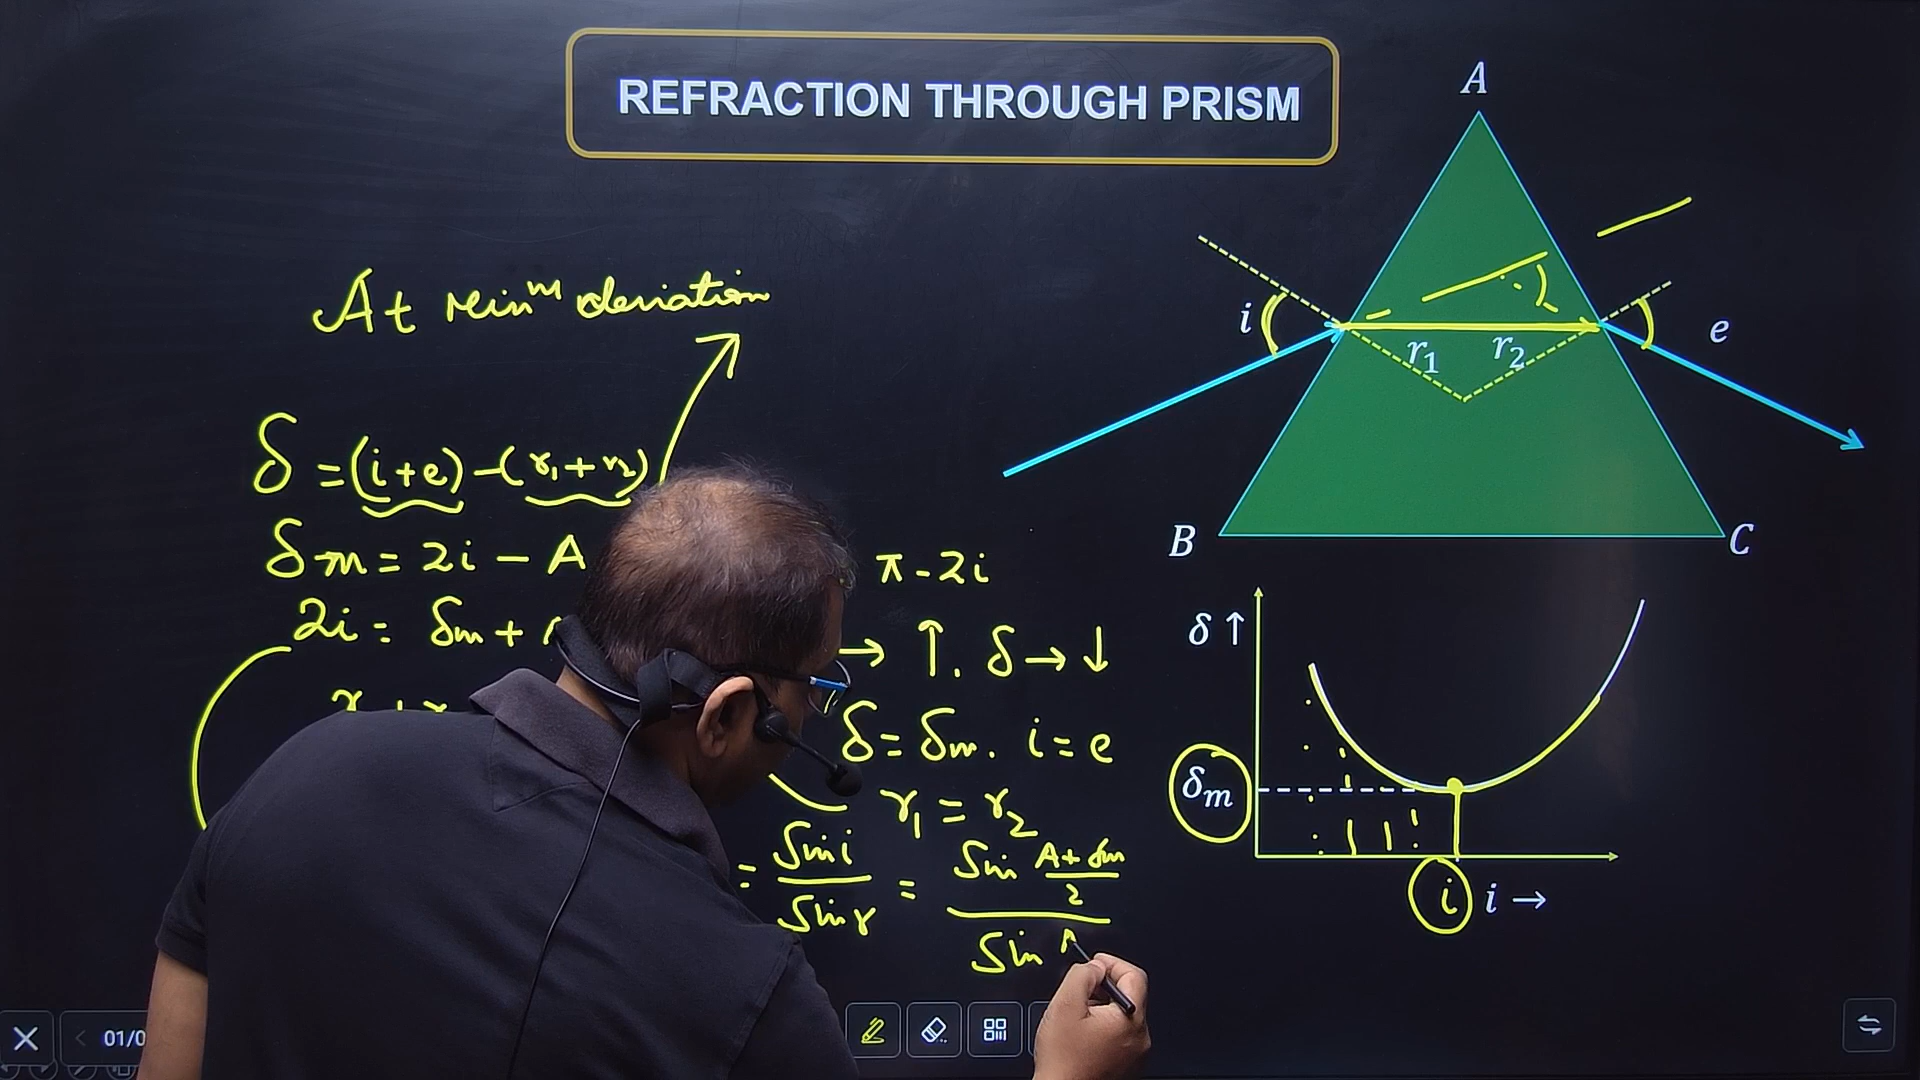 REFRACTION THROUGH PRISM
At minᵐ deviation
δ = (i + e) - (r₁ + r₂)
δm = 2i - A
2i = δm +
π - 2i
→ ↑. δ → ↓
δ = δm. i = e
r₁ = r₂
= Sin i / Sin r = Sin (A + δm)/2 / Sin A
A
i
r₁
r₂
e
B
C
δ ↑
δₘ
i
i →
01/0